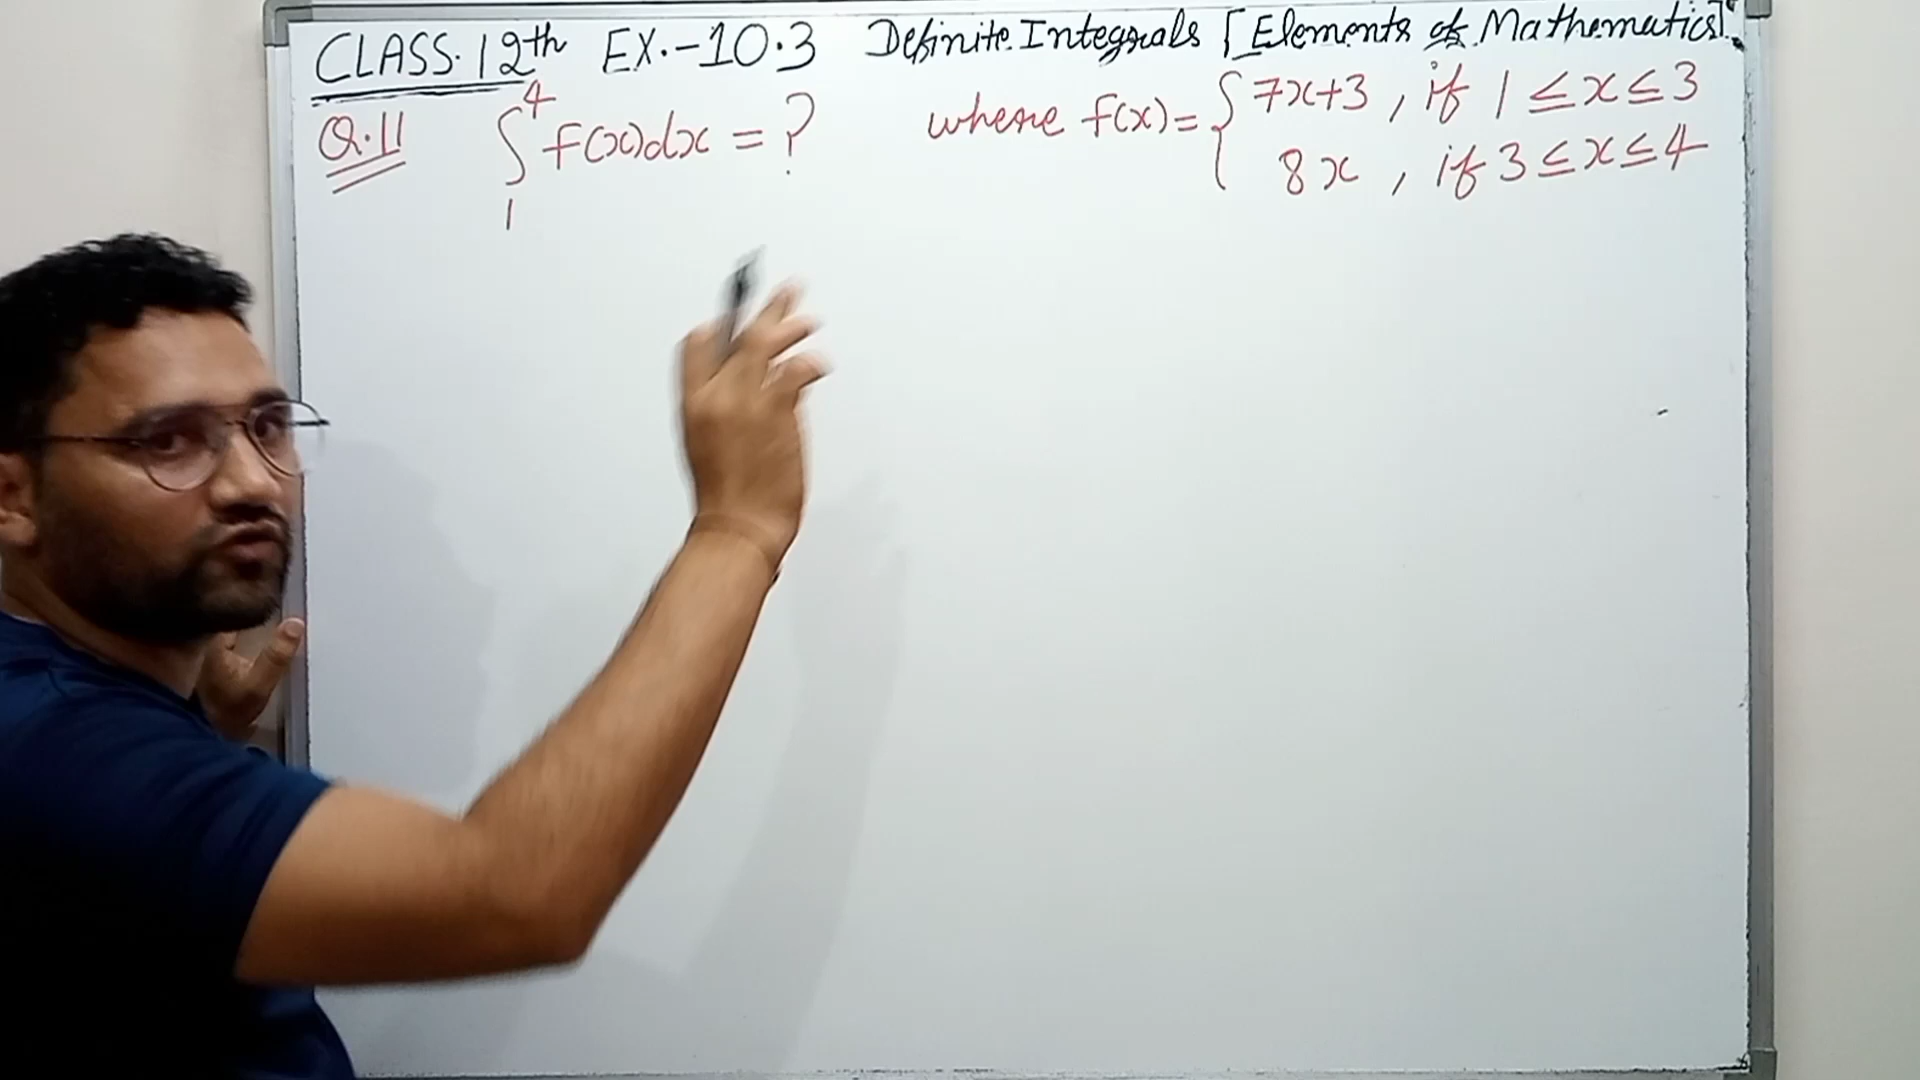 CLASS. 12th EX.-10.3 Definite Integrals [Elements of Mathematics]
Q.11 ∫₁⁴ f(x)dx = ? where f(x)= { 7x+3 , if 1 ≤ x ≤ 3
8x , if 3 ≤ x ≤ 4